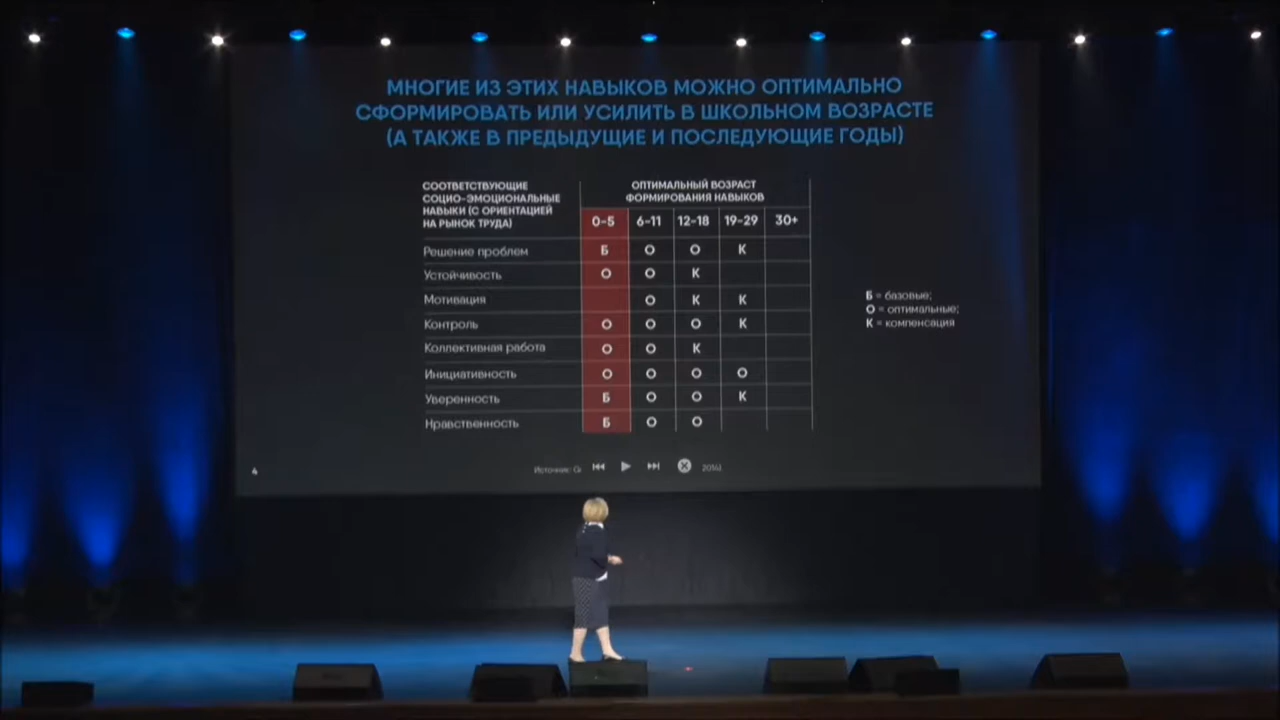 МНОГИЕ ИЗ ЭТИХ НАВЫКОВ МОЖНО ОПТИМАЛЬНО
СФОРМИРОВАТЬ ИЛИ УСИЛИТЬ В ШКОЛЬНОМ ВОЗРАСТЕ
(А ТАКЖЕ В ПРЕДЫДУЩИЕ И ПОСЛЕДУЮЩИЕ ГОДЫ)
СООТВЕТСТВУЮЩИЕ
СОЦИО-ЭМОЦИОНАЛЬНЫЕ
НАВЫКИ (С ОРИЕНТАЦИЕЙ
НА РЫНОК ТРУДА)
ОПТИМАЛЬНЫЙ ВОЗРАСТ
ФОРМИРОВАНИЯ НАВЫКОВ
0-5 6-11 12-18 19-29 30+
Решение проблем Б О О К
Устойчивость О О К
Мотивация О К К
Контроль О О О К
Коллективная работа О О К
Инициативность О О О О
Уверенность Б О О К
Нравственность Б О О
Б = базовые;
О = оптимальные;
К = компенсация
4
Источник: 2014).